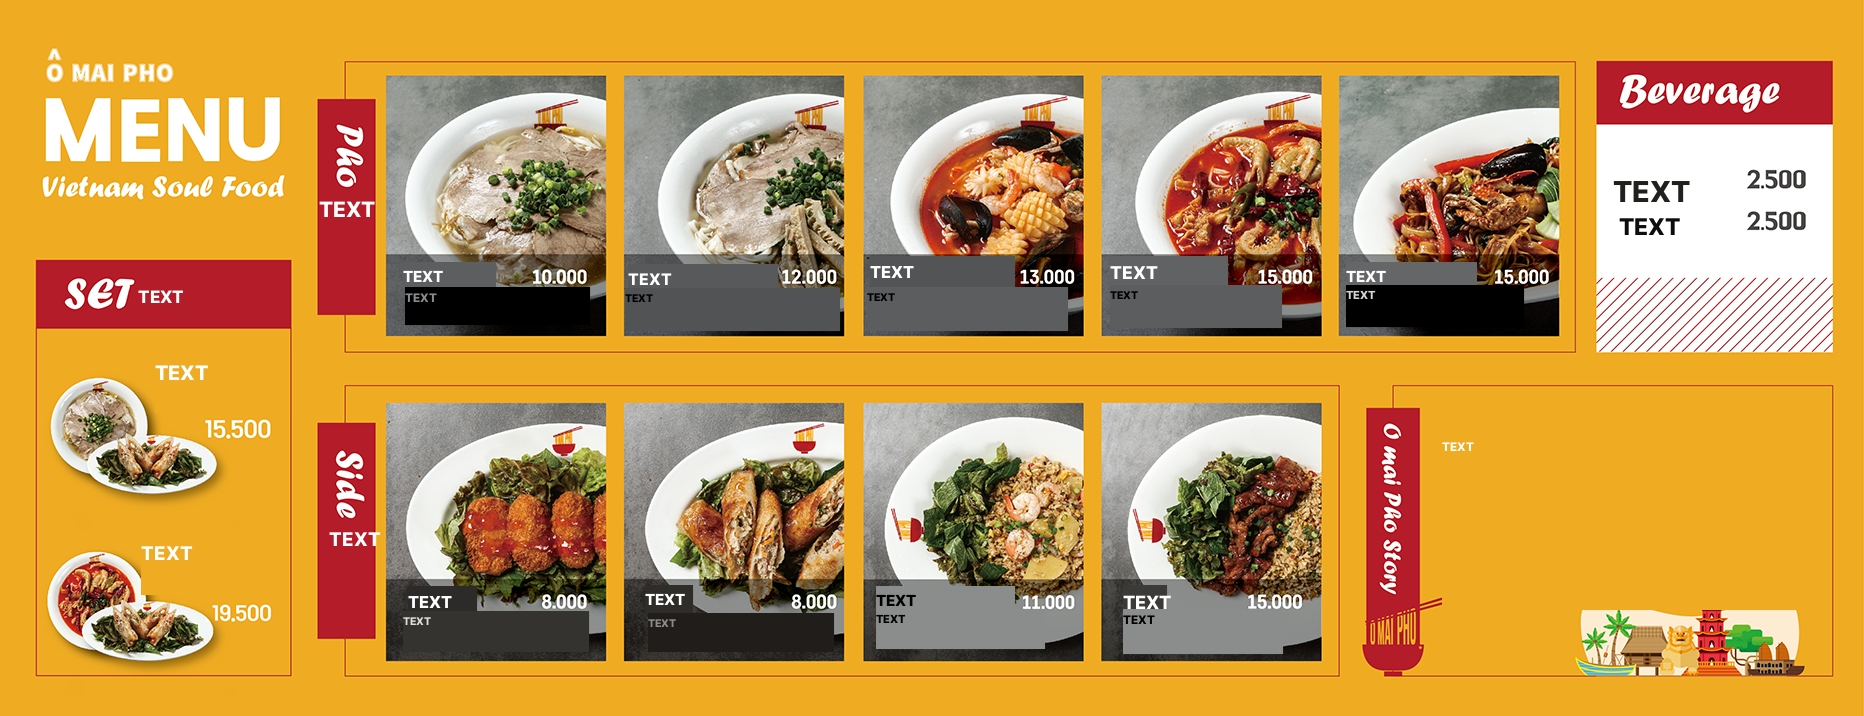 Ô MAI PHO
MENU
Vietnam Soul Food
SET TEXT
TEXT
15.500
TEXT
19.500
Pho
TEXT
TEXT
10.000
TEXT
TEXT
12.000
TEXT
TEXT
13.000
TEXT
TEXT
15.000
TEXT
TEXT
15.000
TEXT
Beverage
TEXT 2.500
TEXT 2.500
Side
TEXT
TEXT
8.000
TEXT
TEXT
8.000
TEXT
TEXT
11.000
TEXT
TEXT
15.000
TEXT
O mai Pho Story
TEXT
O MAI PHO